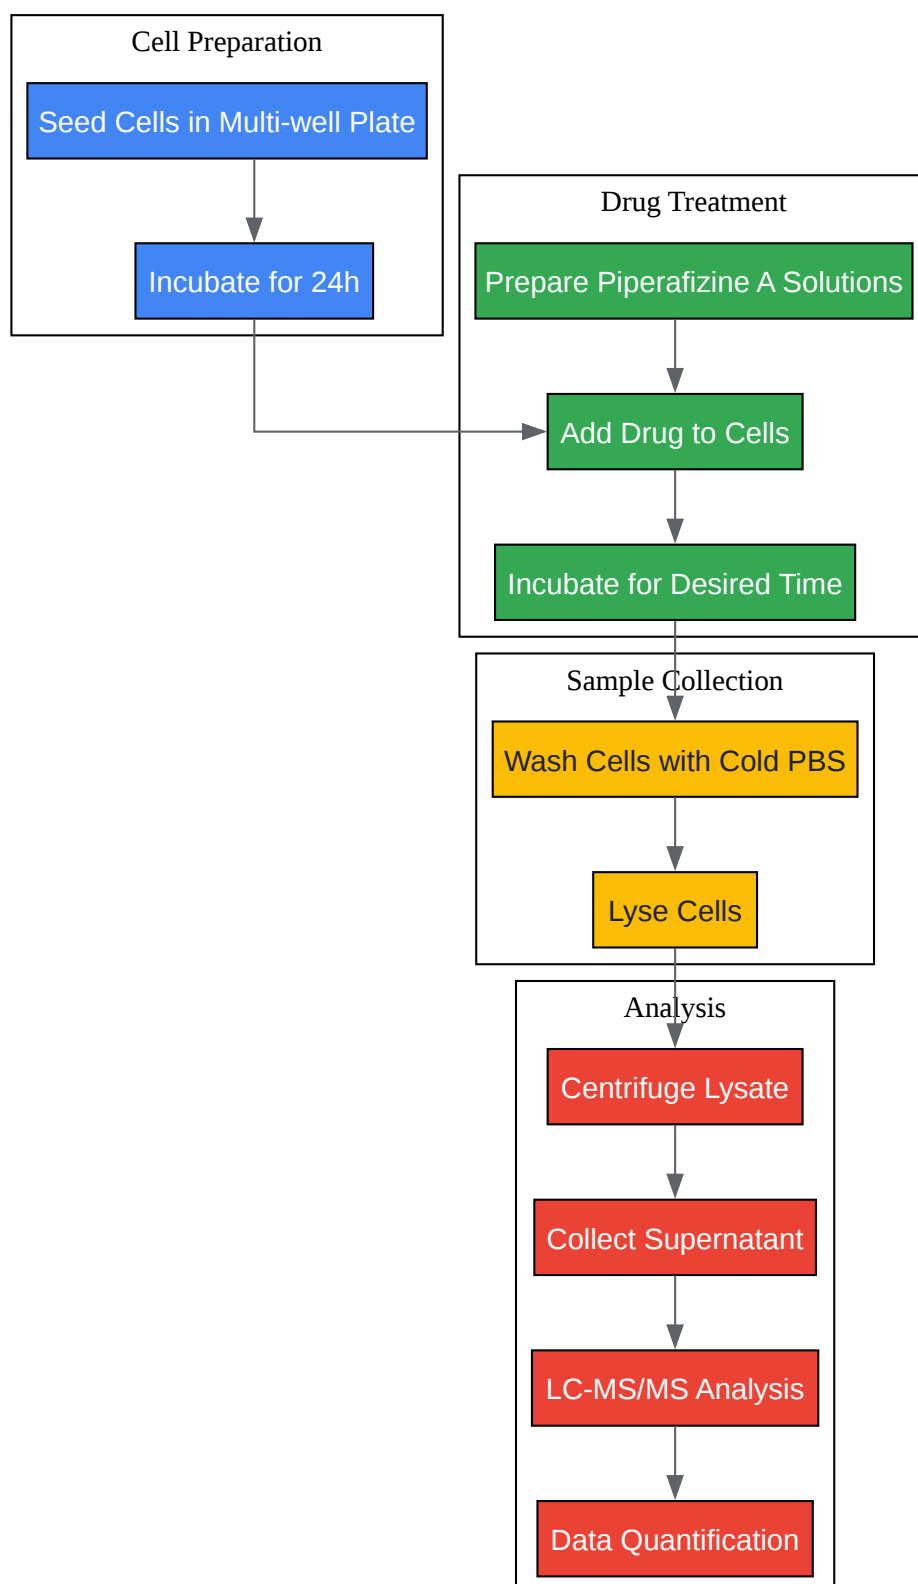 Cell Preparation
Seed Cells in Multi-well Plate
Incubate for 24h
Drug Treatment
Prepare Piperafizine A Solutions
Add Drug to Cells
Incubate for Desired Time
Sample Collection
Wash Cells with Cold PBS
Lyse Cells
Analysis
Centrifuge Lysate
Collect Supernatant
LC-MS/MS Analysis
Data Quantification